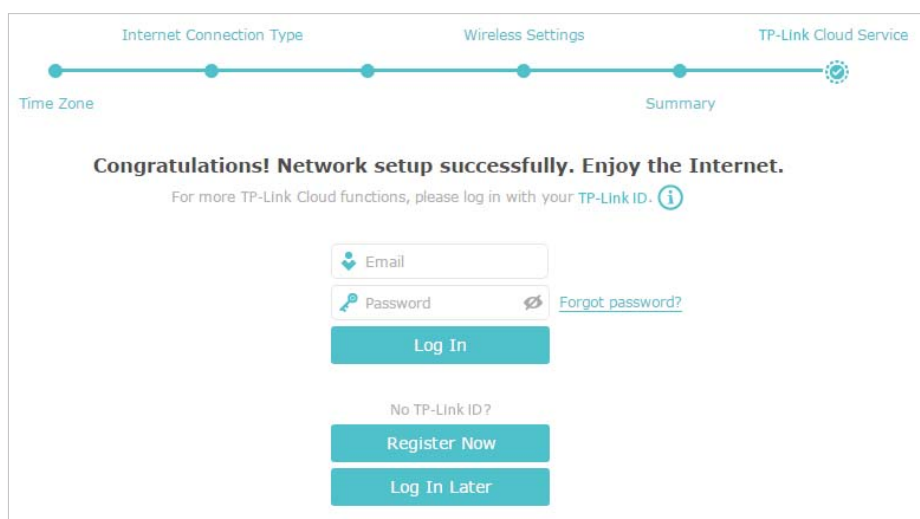 Internet Connection Type Wireless Settings TP-Link Cloud Service
Time Zone Summary
Congratulations! Network setup successfully. Enjoy the Internet.
For more TP-Link Cloud functions, please log in with your TP-Link ID.
Email
Password Forgot password?
Log In
No TP-Link ID?
Register Now
Log In Later